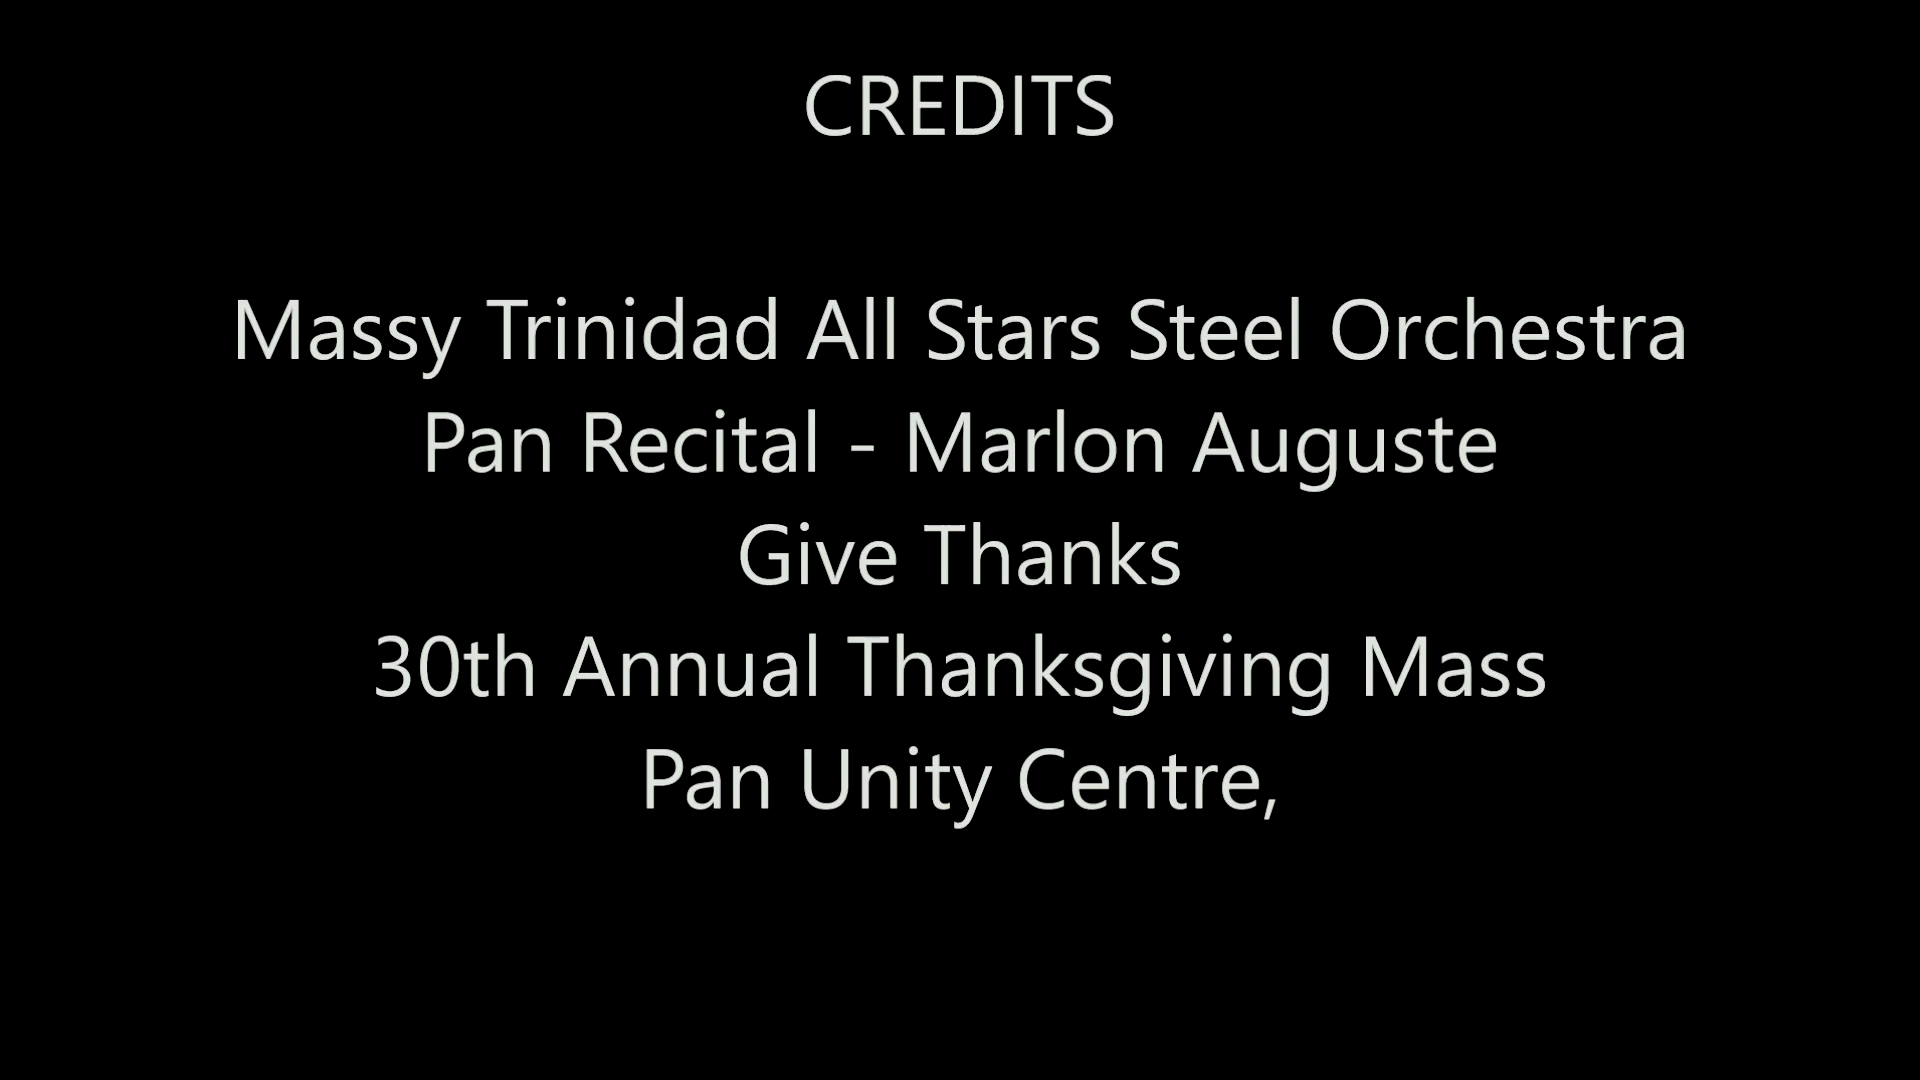 CREDITS
Massy Trinidad All Stars Steel Orchestra
Pan Recital - Marlon Auguste
Give Thanks
30th Annual Thanksgiving Mass
Pan Unity Centre,